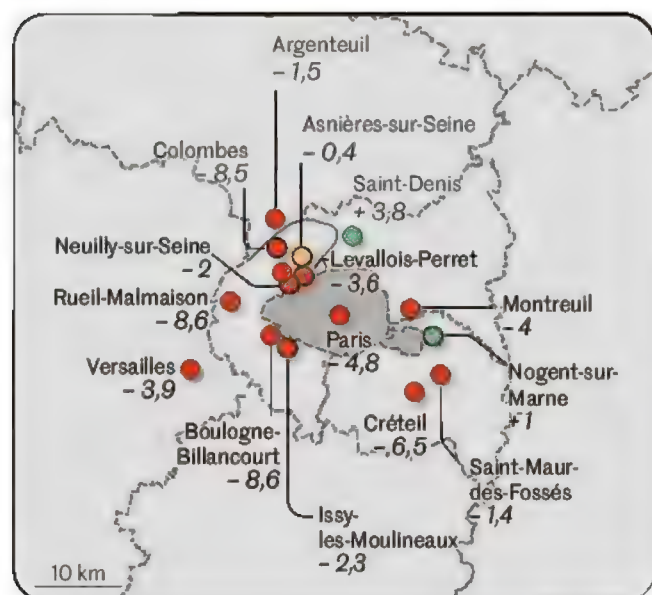 Argenteuil
– 1,5
Asnières-sur-Seine
– 0,4
Colombes
– 8,5
Saint-Denis
+ 3,8
Neuilly-sur-Seine
– 2
Levallois-Perret
– 3,6
Rueil-Malmaison
– 8,6
Montreuil
– 4
Paris
– 4,8
Versailles
– 3,9
Nogent-sur-
Marne
+1
Boulogne-
Billancourt
– 8,6
Créteil
– 6,5
Saint-Maur-
des-Fossés
– 1,4
Issy-
les-Moulineaux
– 2,3
10 km